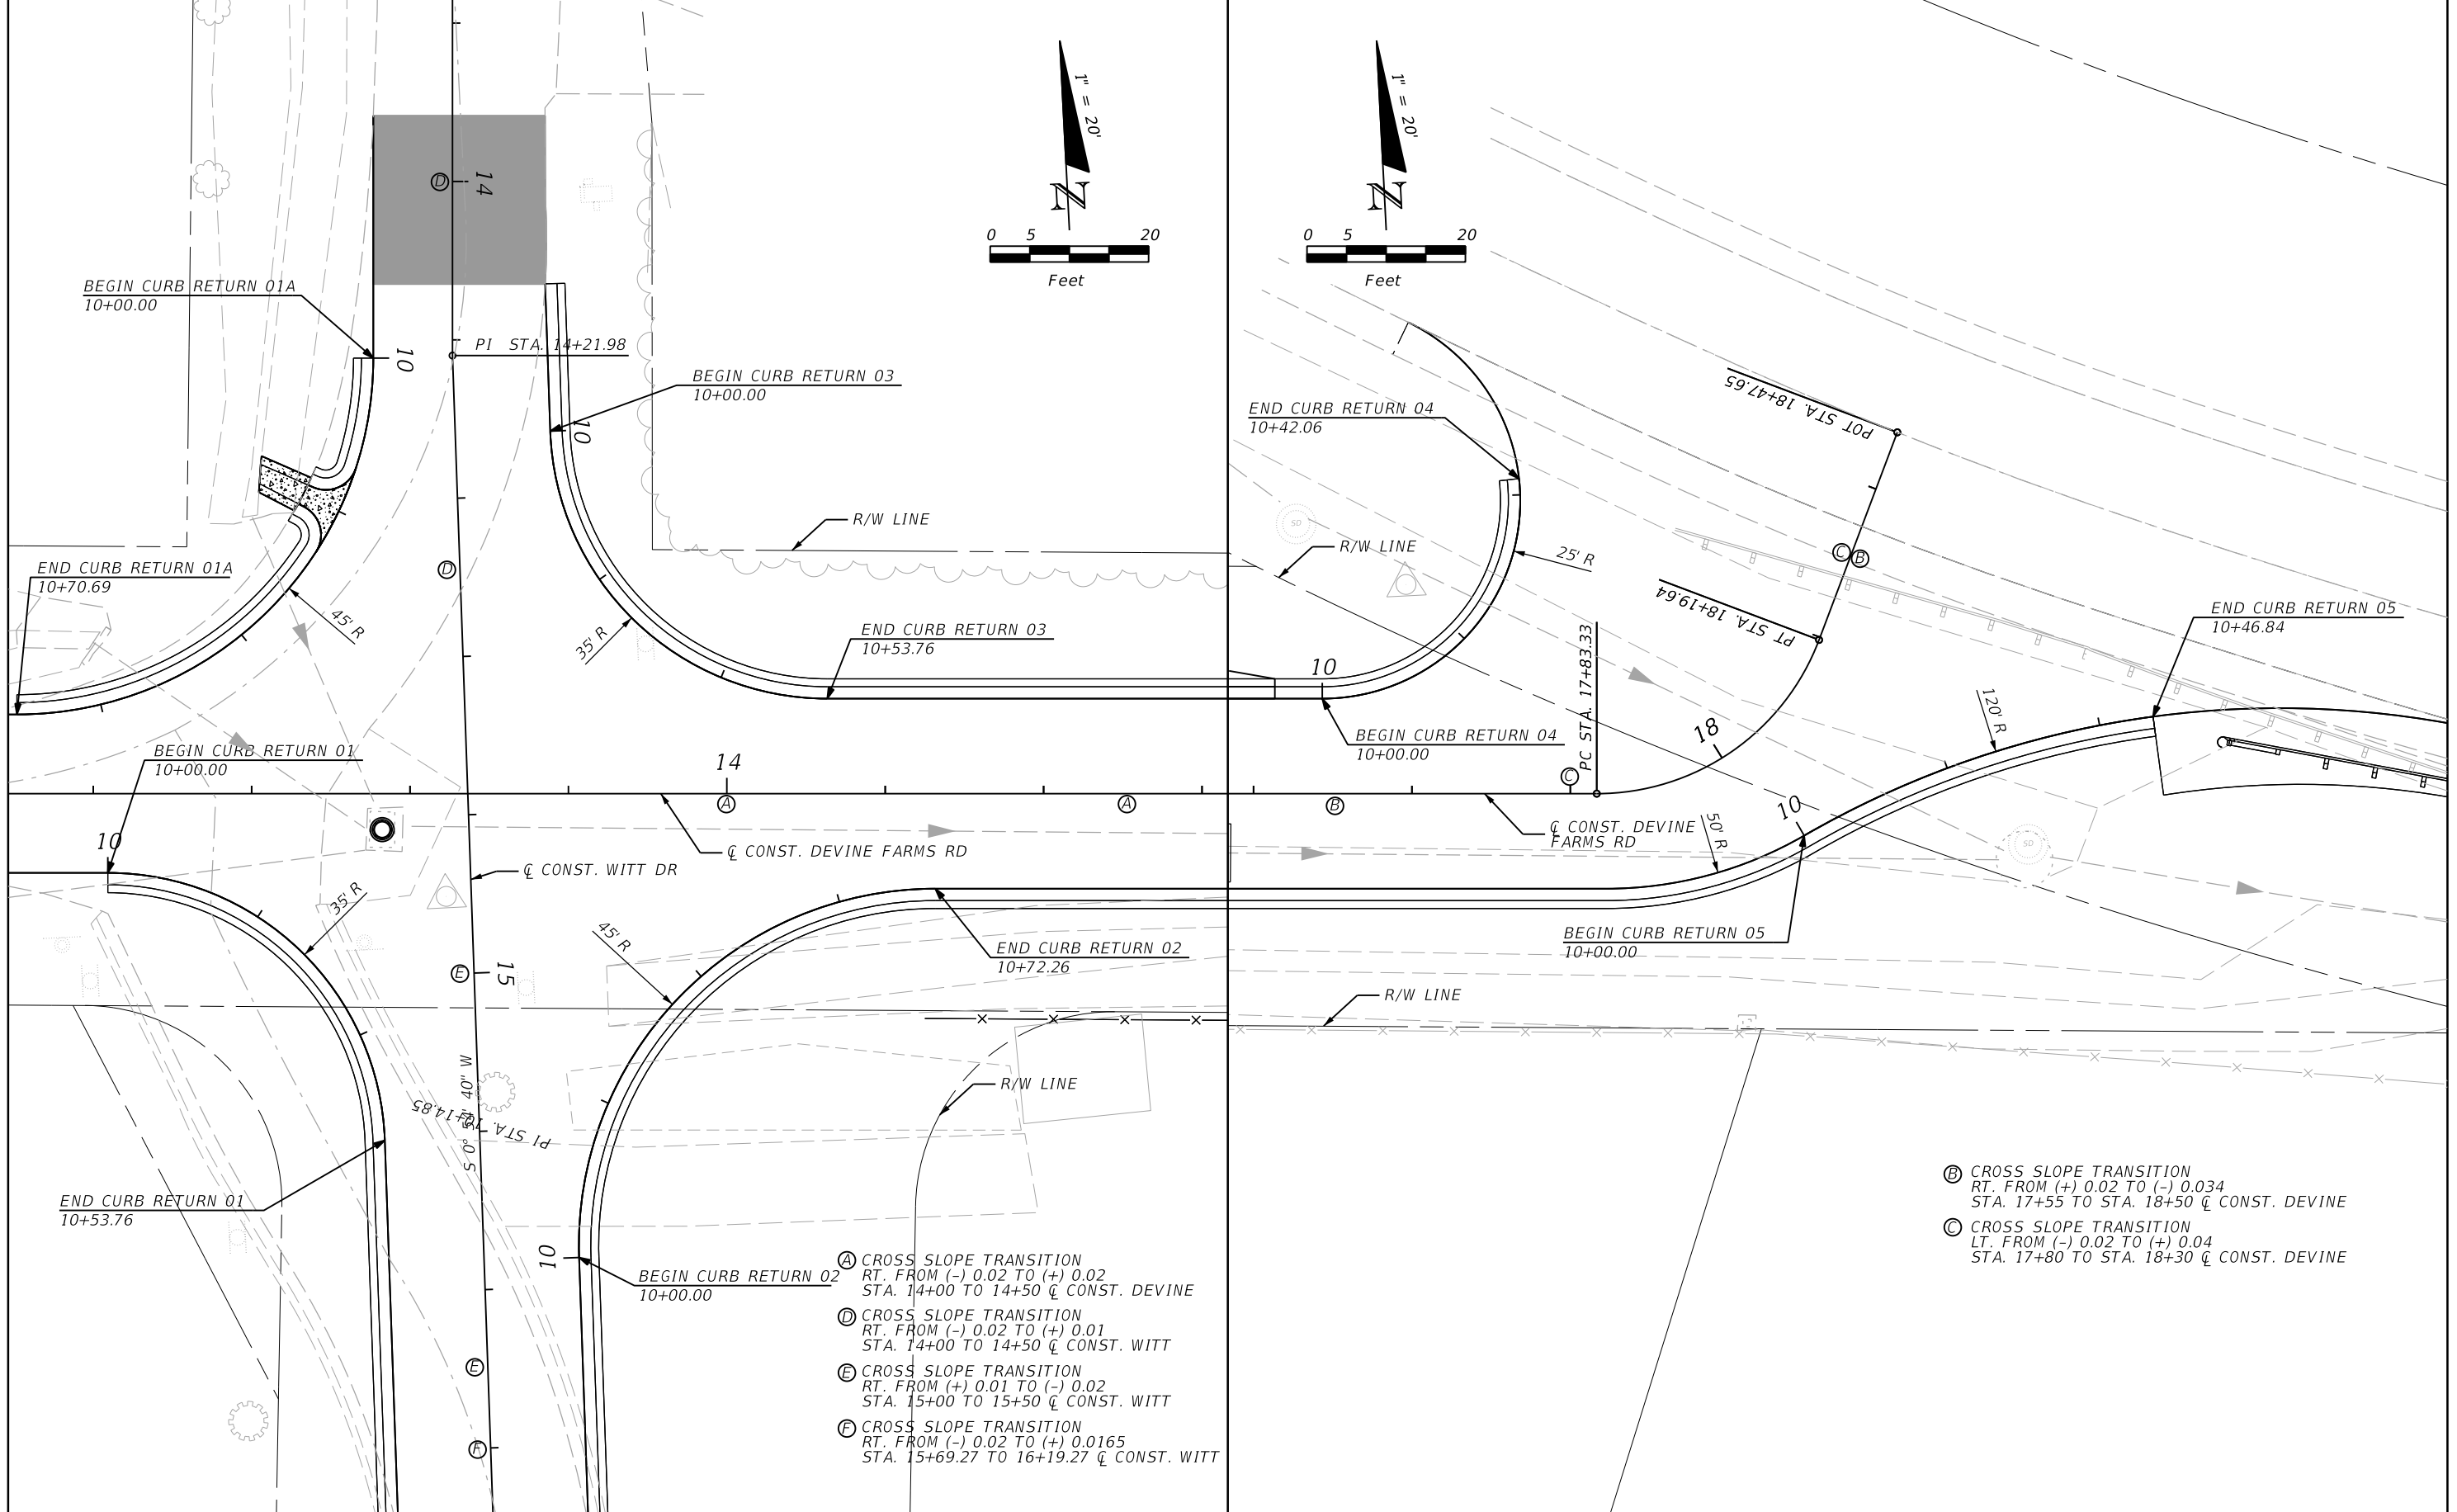 1" = 20'
N
0 5 20
Feet
14
D
BEGIN CURB RETURN 01A
10+00.00
10
PI STA. 14+21.98
BEGIN CURB RETURN 03
10+00.00
10
R/W LINE
D
END CURB RETURN 01A
10+70.69
45' R
35' R
END CURB RETURN 03
10+53.76
BEGIN CURB RETURN 01
10+00.00
14
A
A
10
℄ CONST. DEVINE FARMS RD
℄ CONST. WITT DR
35' R
45' R
END CURB RETURN 02
10+72.26
E
15
R/W LINE
S 0° 54' 40" W
END CURB RETURN 01
10+53.76
10
BEGIN CURB RETURN 02
10+00.00
E
F
A CROSS SLOPE TRANSITION
RT. FROM (-) 0.02 TO (+) 0.02
STA. 14+00 TO 14+50 ℄ CONST. DEVINE
D CROSS SLOPE TRANSITION
RT. FROM (-) 0.02 TO (+) 0.01
STA. 14+00 TO 14+50 ℄ CONST. WITT
E CROSS SLOPE TRANSITION
RT. FROM (+) 0.01 TO (-) 0.02
STA. 15+00 TO 15+50 ℄ CONST. WITT
F CROSS SLOPE TRANSITION
RT. FROM (-) 0.02 TO (+) 0.0165
STA. 15+69.27 TO 16+19.27 ℄ CONST. WITT
1" = 20'
N
0 5 20
Feet
POT STA. 18+47.65
END CURB RETURN 04
10+42.06
SD
R/W LINE
25' R
C B
PT STA. 18+19.64
PC STA. 17+83.33
END CURB RETURN 05
10+46.84
10
120' R
18
BEGIN CURB RETURN 04
10+00.00
C
B
10
℄ CONST. DEVINE
FARMS RD
50' R
SD
BEGIN CURB RETURN 05
10+00.00
R/W LINE
B CROSS SLOPE TRANSITION
RT. FROM (+) 0.02 TO (-) 0.034
STA. 17+55 TO STA. 18+50 ℄ CONST. DEVINE
C CROSS SLOPE TRANSITION
LT. FROM (-) 0.02 TO (+) 0.04
STA. 17+80 TO STA. 18+30 ℄ CONST. DEVINE
PI STA.